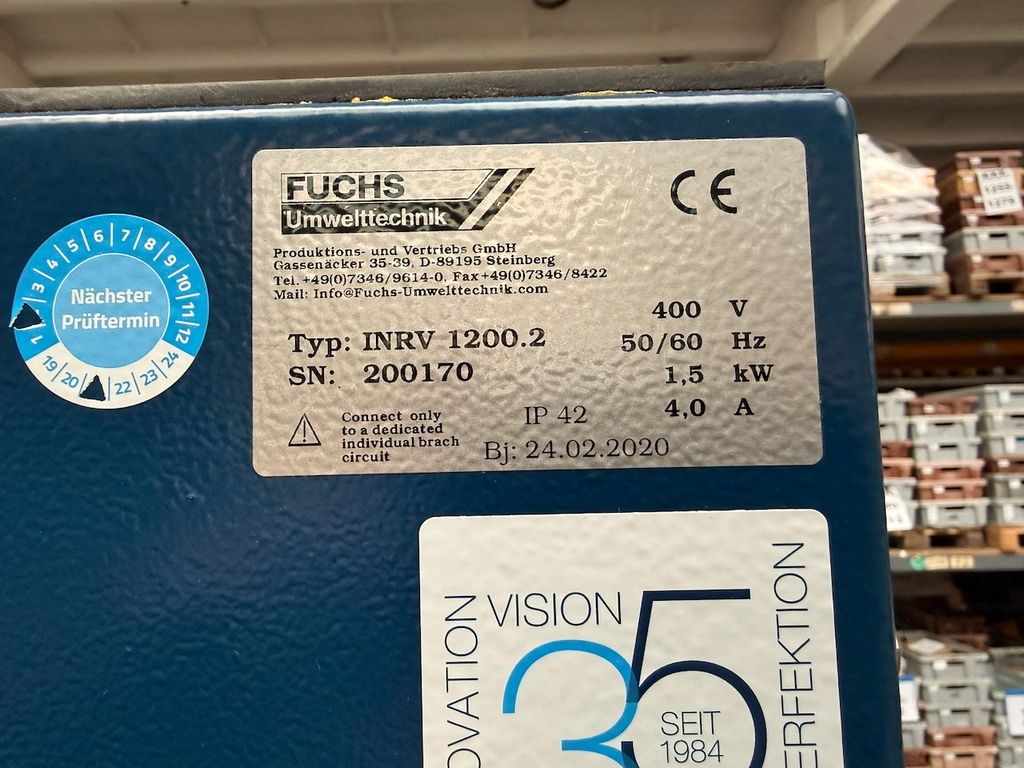 FUCHS
Umwelttechnik
CE
Produktions- und Vertriebs GmbH
Gassenäcker 35-39, D-89195 Steinberg
Tel. +49(0)7346/9614-0, Fax+49(0)7346/8422
Mail: Info@Fuchs-Umwelttechnik.com
400 V
Typ: INRV 1200.2 50/60 Hz
SN: 200170 1,5 kW
IP 42 4,0 A
Connect only
to a dedicated
individual brach
circuit
Bj: 24.02.2020
1 3 4 5 6 7 8 9 10 11 12
Nächster
Prüftermin
19 20 22 23 24
OVATION
VISION
35
SEIT
1984
ERFEKTION